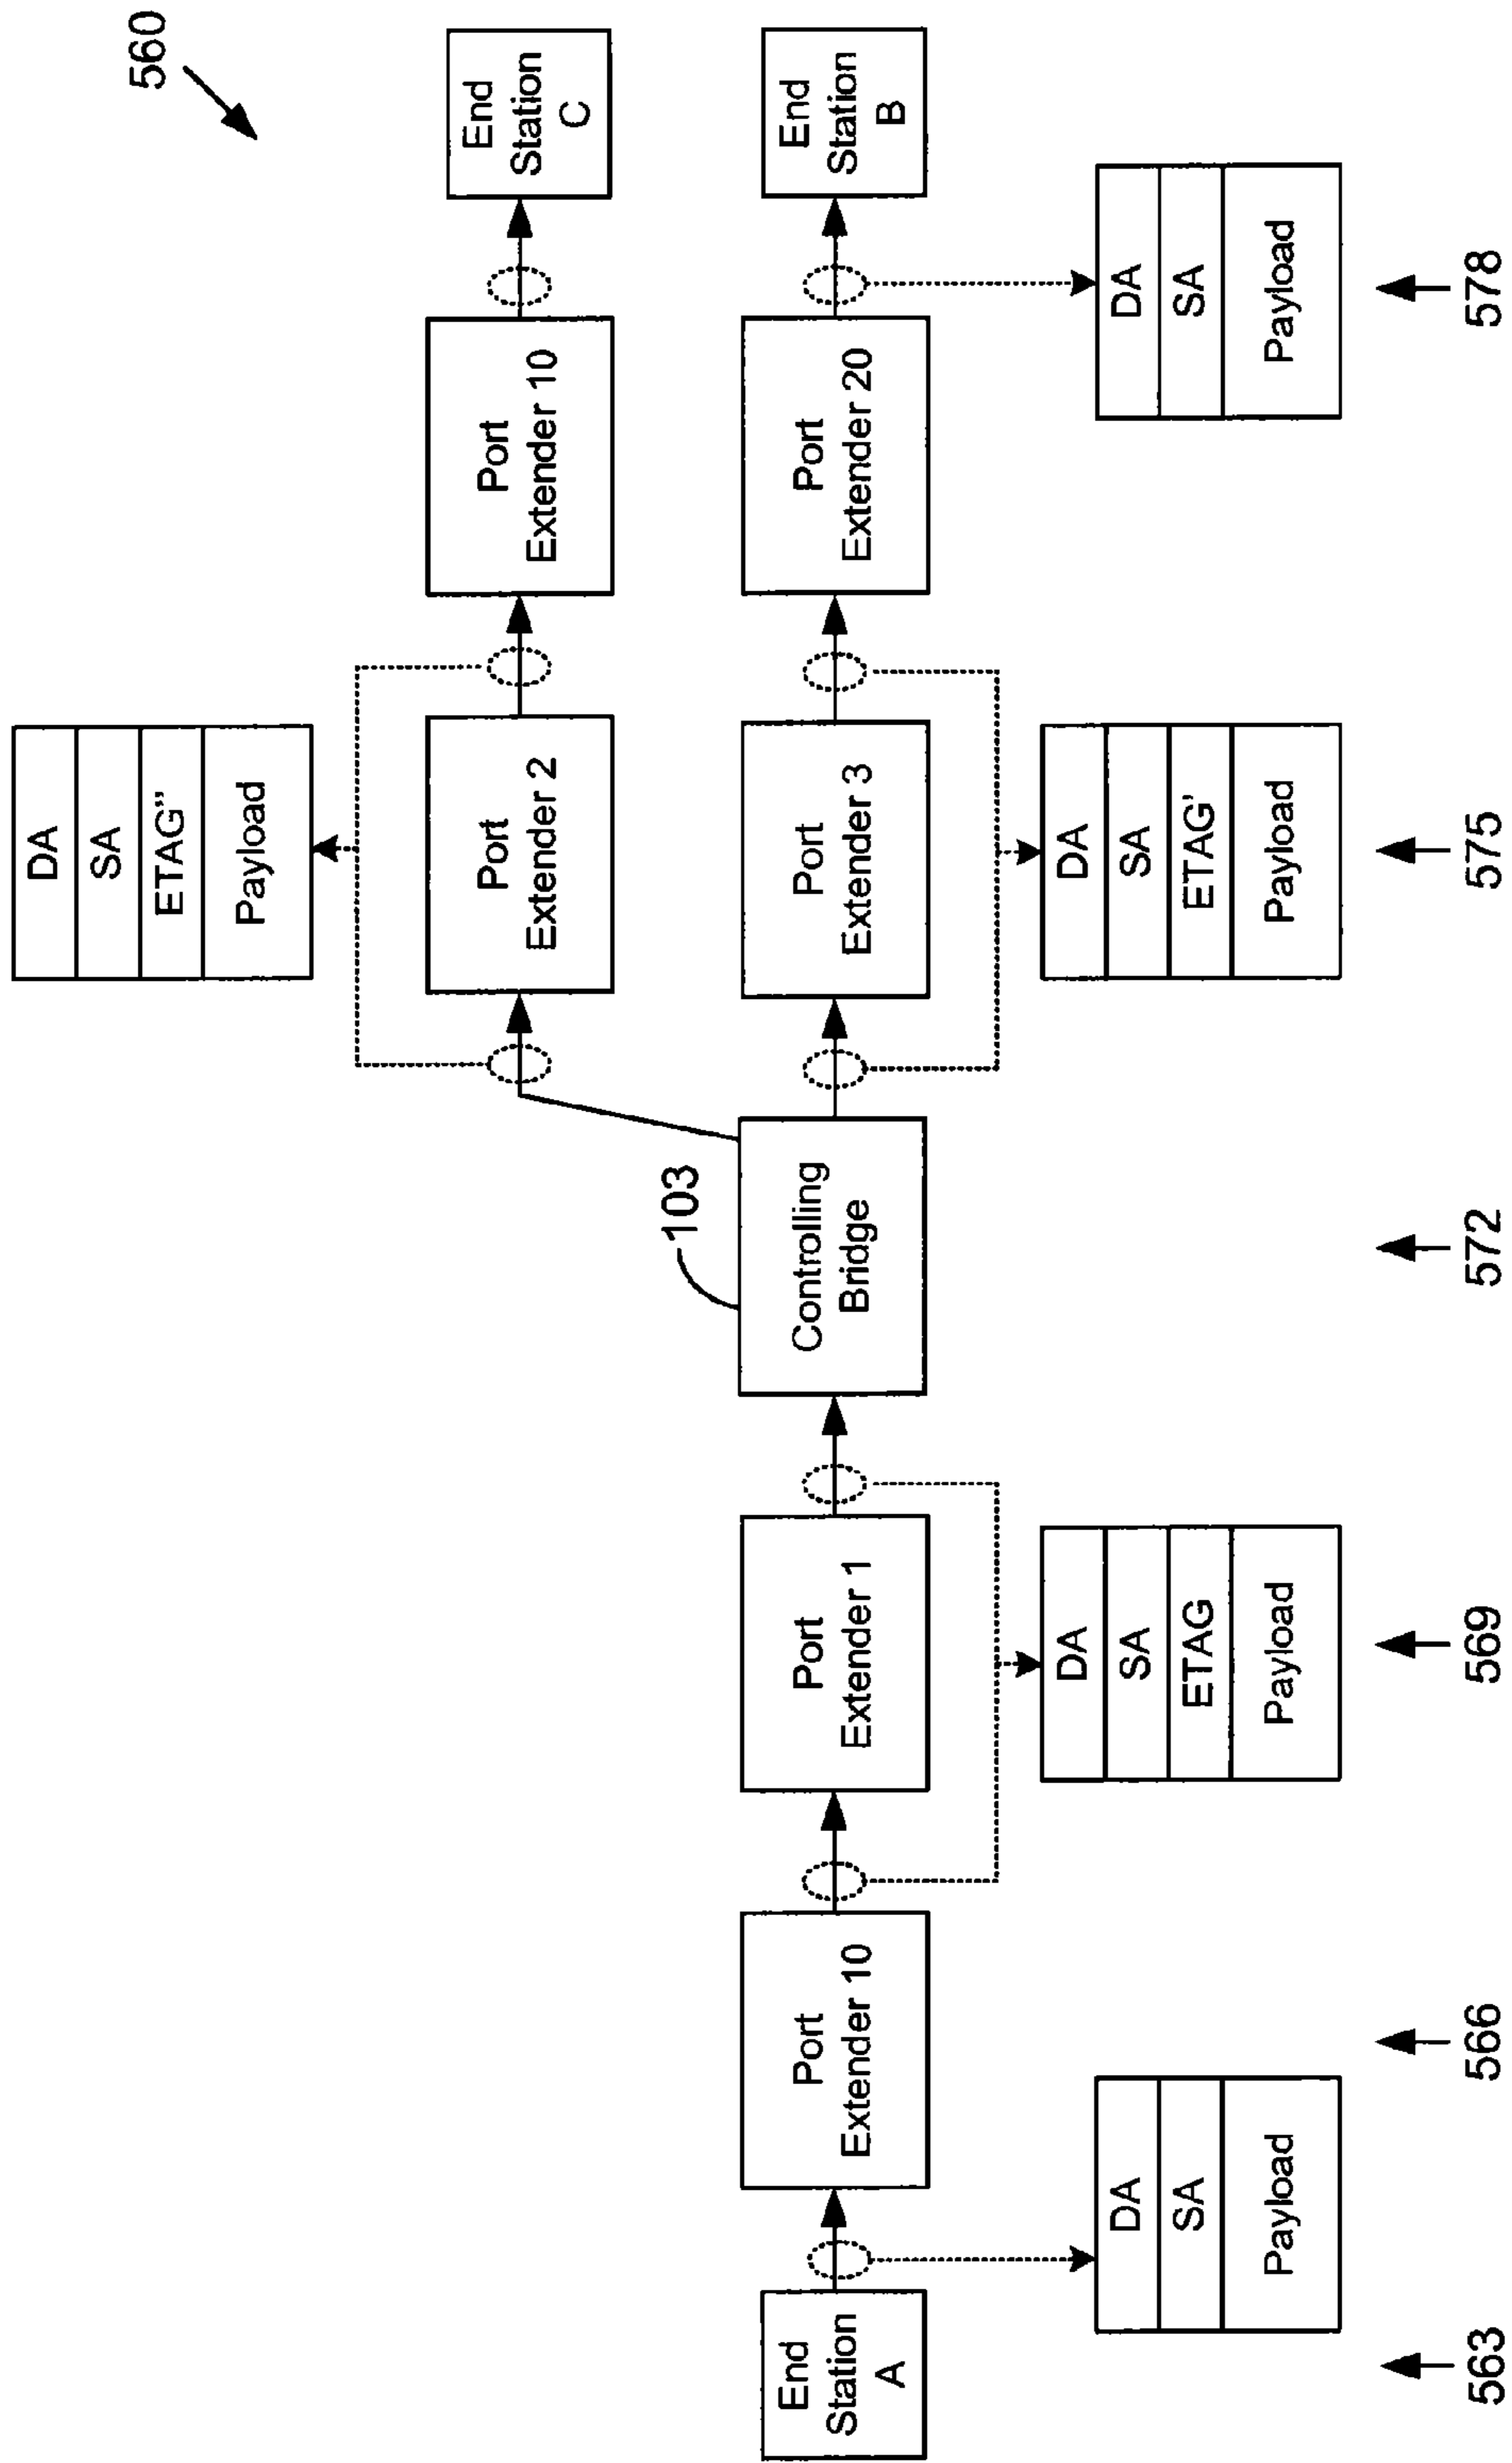 560
DA
SA
ETAG"
Payload
Port
Extender 2
Port
Extender 10
End
Station
C
103
End
Station
A
Port
Extender 10
Port
Extender 1
Controlling
Bridge
Port
Extender 3
Port
Extender 20
End
Station
B
DA
SA
Payload
DA
SA
ETAG
Payload
DA
SA
ETAG'
Payload
DA
SA
Payload
563
566
569
572
575
578